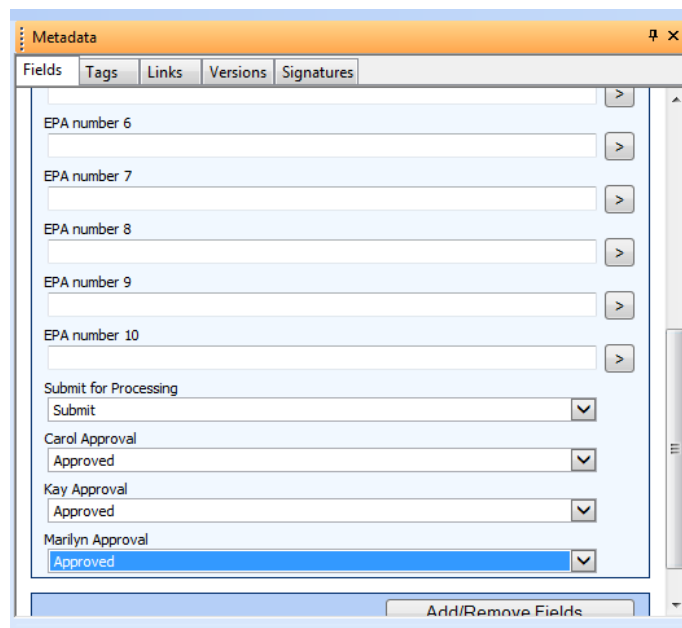 Metadata
Fields Tags Links Versions Signatures
>
EPA number 6
>
EPA number 7
>
EPA number 8
>
EPA number 9
>
EPA number 10
>
Submit for Processing
Submit
Carol Approval
Approved
Kay Approval
Approved
Marilyn Approval
Approved
Add/Remove Fields